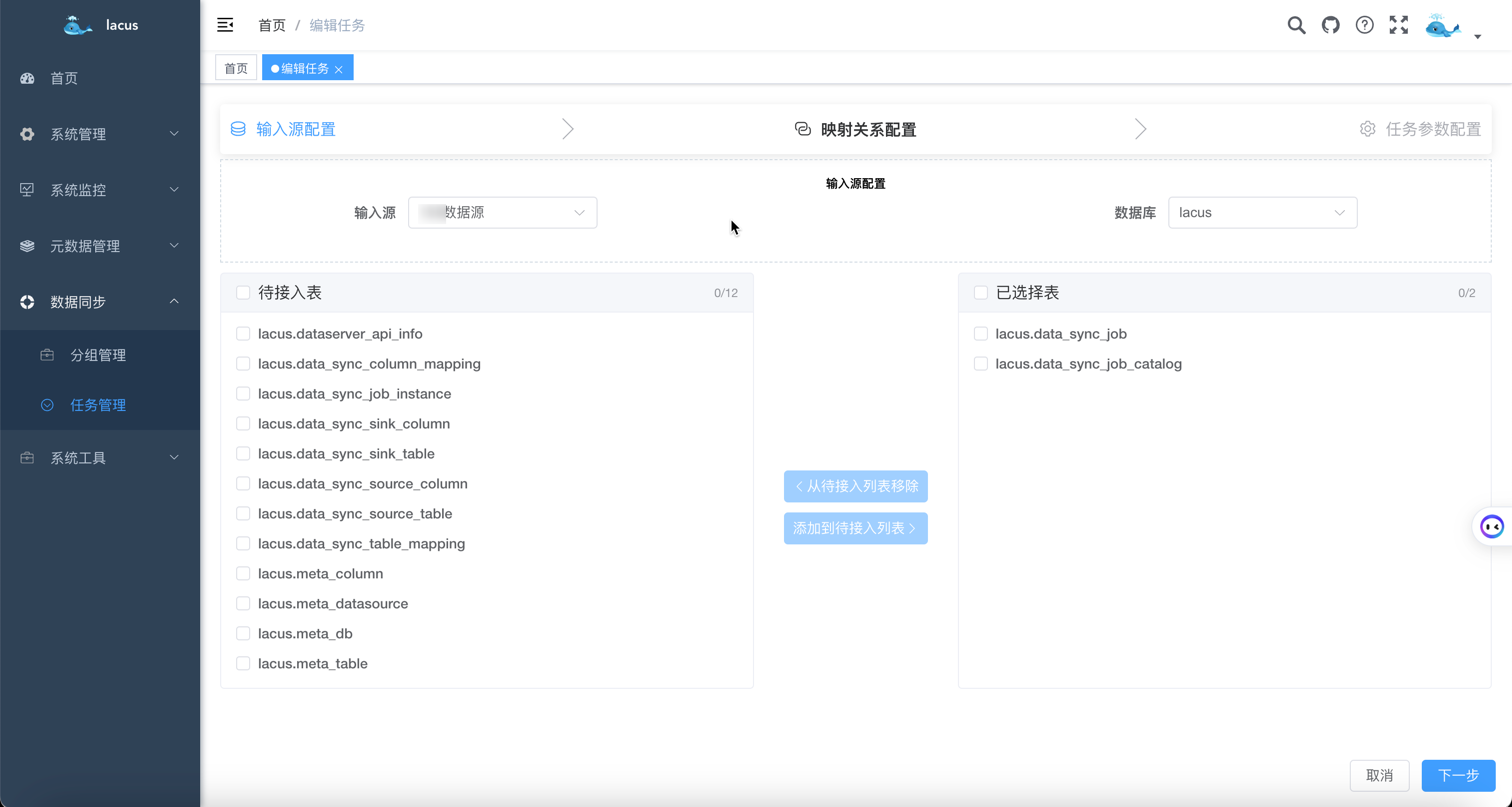 lacus
首页 / 编辑任务
首页
系统管理
系统监控
元数据管理
数据同步
分组管理
任务管理
系统工具
首页
编辑任务
输入源配置
映射关系配置
任务参数配置
输入源配置
输入源
数据源
数据库
lacus
待接入表 0/12
lacus.dataserver_api_info
lacus.data_sync_column_mapping
lacus.data_sync_job_instance
lacus.data_sync_sink_column
lacus.data_sync_sink_table
lacus.data_sync_source_column
lacus.data_sync_source_table
lacus.data_sync_table_mapping
lacus.meta_column
lacus.meta_datasource
lacus.meta_db
lacus.meta_table
从待接入列表移除
添加到待接入列表
已选择表 0/2
lacus.data_sync_job
lacus.data_sync_job_catalog
取消
下一步